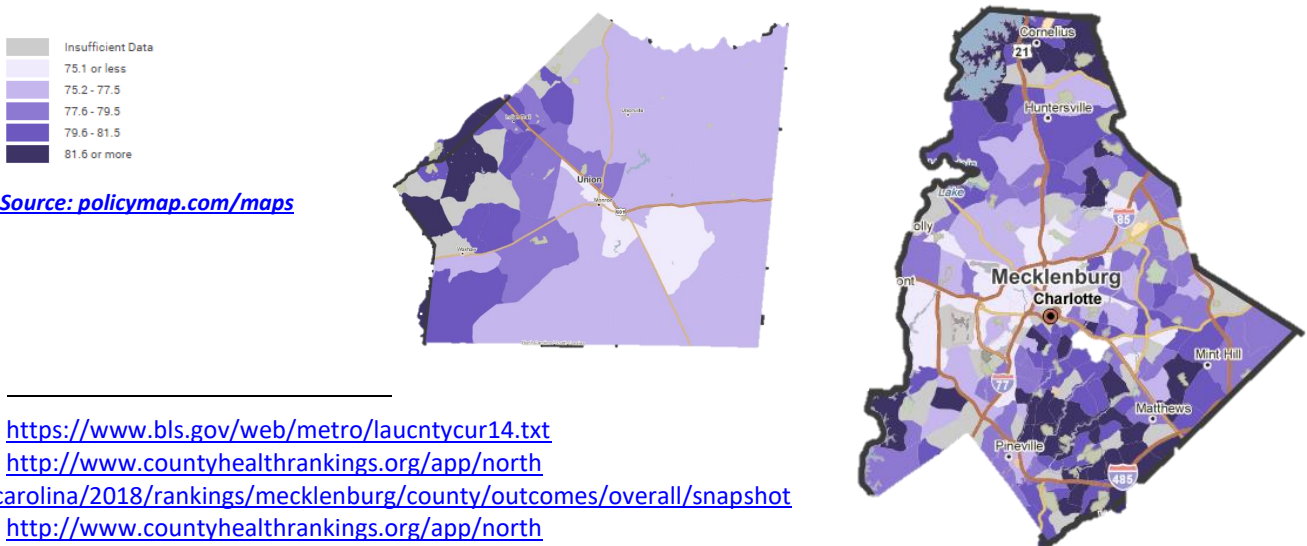 Insufficient Data
75.1 or less
75.2 - 77.5
77.6 - 79.5
79.6 - 81.5
81.6 or more
Source: policymap.com/maps
Union
Monroe
601
Cornelius
21
Huntersville
Lake
85
olly
ont
Mecklenburg
Charlotte
Mint Hill
77
Matthews
Pineville
485
https://www.bls.gov/web/metro/laucntycur14.txt
http://www.countyhealthrankings.org/app/north
carolina/2018/rankings/mecklenburg/county/outcomes/overall/snapshot
http://www.countyhealthrankings.org/app/north